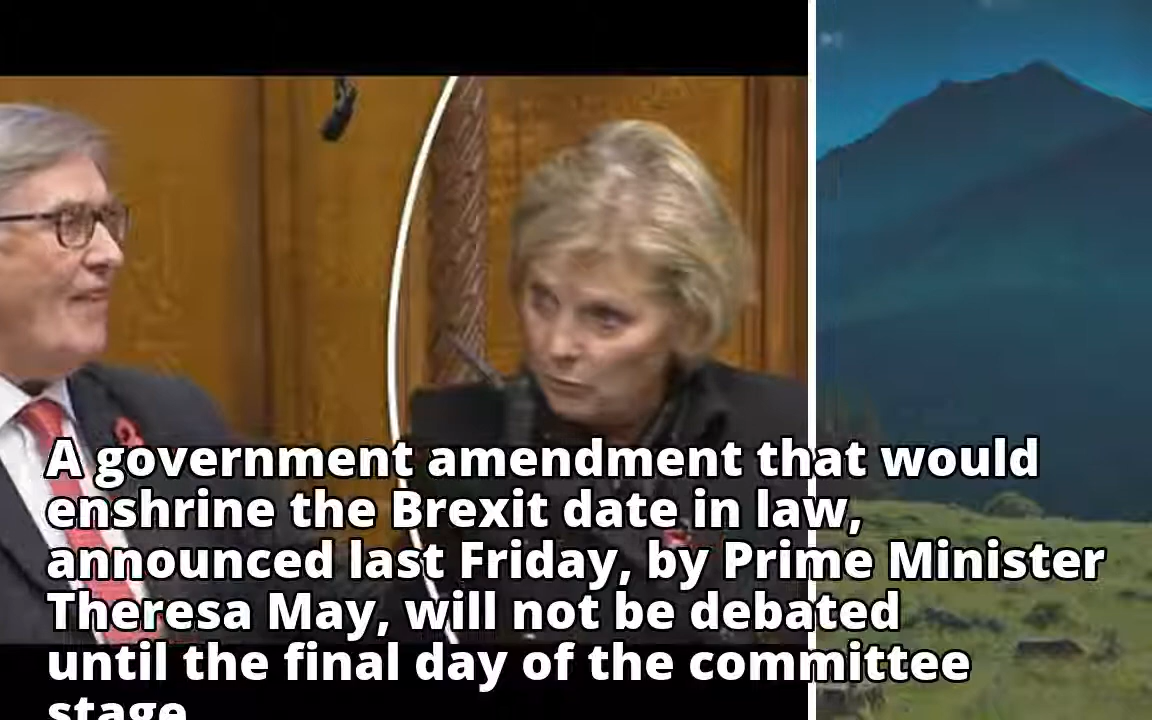 A government amendment that would
enshrine the Brexit date in law,
announced last Friday, by Prime Minister
Theresa May, will not be debated
until the final day of the committee
stage